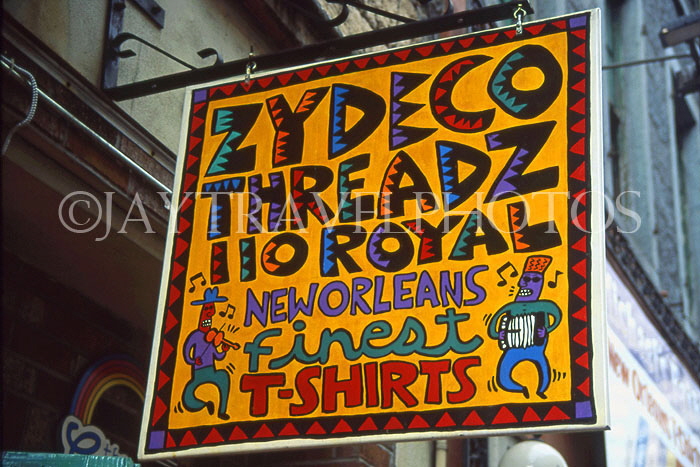 ZYDECO
THREADZ
110 ROYAL
NEW ORLEANS
finest
T-SHIRTS
©JAYTRAVELPHOTOS